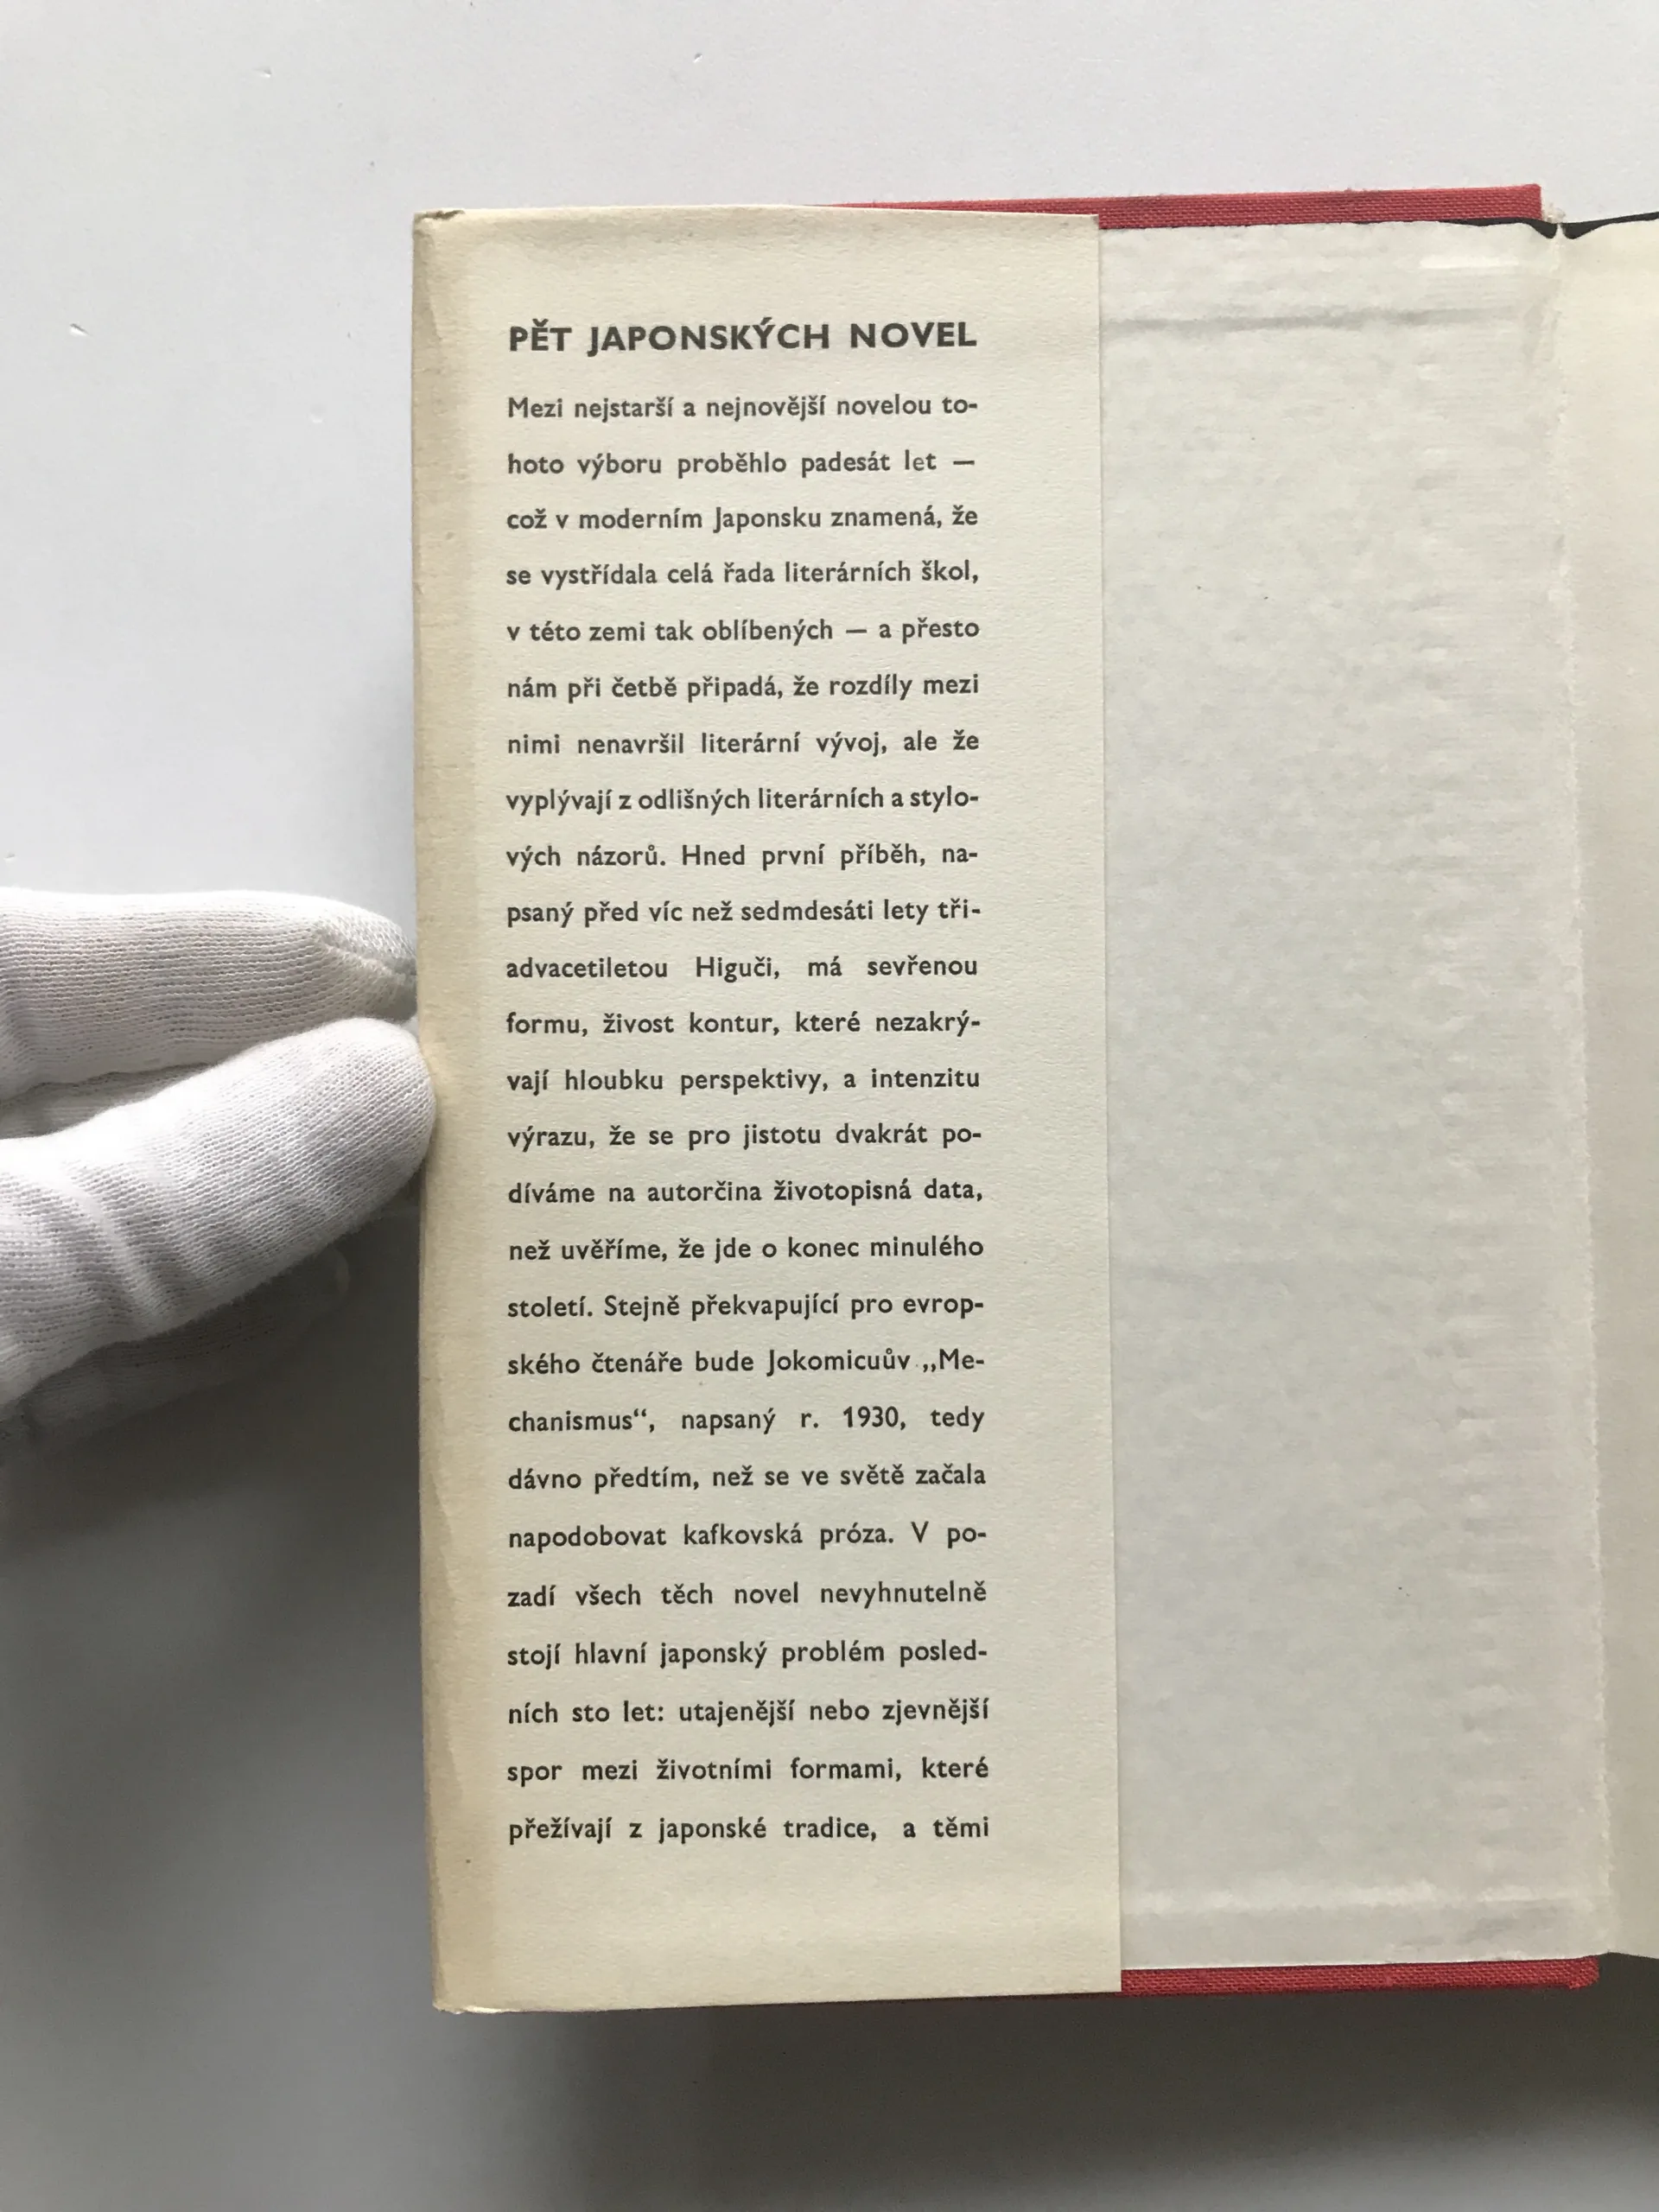 PĚT JAPONSKÝCH NOVEL
Mezi nejstarší a nejnovější novelou to-
hoto výboru proběhlo padesát let —
což v moderním Japonsku znamená, že
se vystřídala celá řada literárních škol,
v této zemi tak oblíbených — a přesto
nám při četbě připadá, že rozdíly mezi
nimi nenavršil literární vývoj, ale že
vyplývají z odlišných literárních a stylo-
vých názorů. Hned první příběh, na-
psaný před víc než sedmdesáti lety tři-
advacetiletou Higuči, má sevřenou
formu, živost kontur, které nezakrý-
vají hloubku perspektivy, a intenzitu
výrazu, že se pro jistotu dvakrát po-
díváme na autorčina životopisná data,
než uvěříme, že jde o konec minulého
století. Stejně překvapující pro evrop-
ského čtenáře bude Jokomicuův „Me-
chanismus“, napsaný r. 1930, tedy
dávno předtím, než se ve světě začala
napodobovat kafkovská próza. V po-
zadí všech těch novel nevyhnutelně
stojí hlavní japonský problém posled-
ních sto let: utajenější nebo zjevnější
spor mezi životními formami, které
přežívají z japonské tradice, a těmi